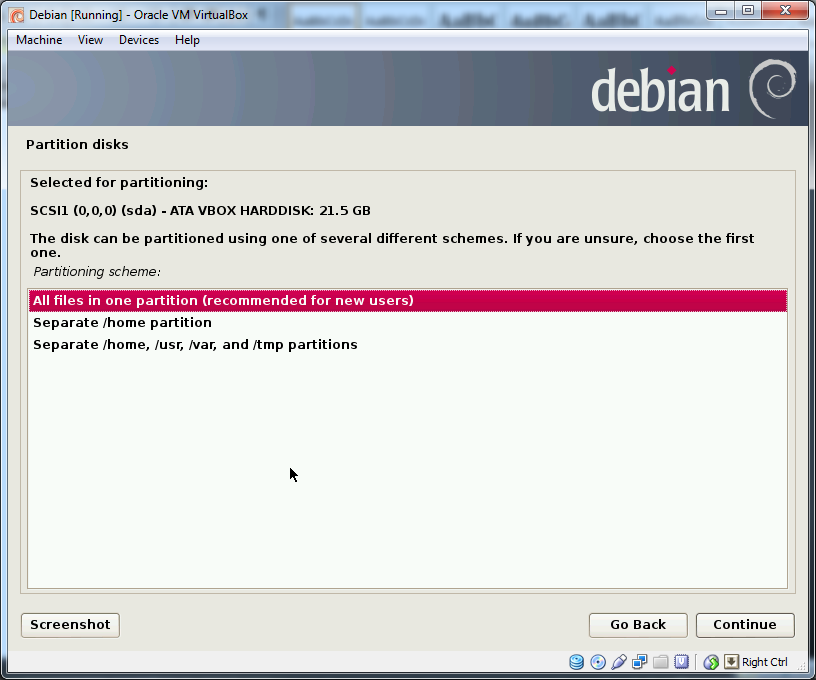 Debian [Running] - Oracle VM VirtualBox
Machine View Devices Help
debian
Partition disks
Selected for partitioning:
SCSI1 (0,0,0) (sda) - ATA VBOX HARDDISK: 21.5 GB
The disk can be partitioned using one of several different schemes. If you are unsure, choose the first
one.
Partitioning scheme:
All files in one partition (recommended for new users)
Separate /home partition
Separate /home, /usr, /var, and /tmp partitions
Screenshot Go Back Continue
Right Ctrl